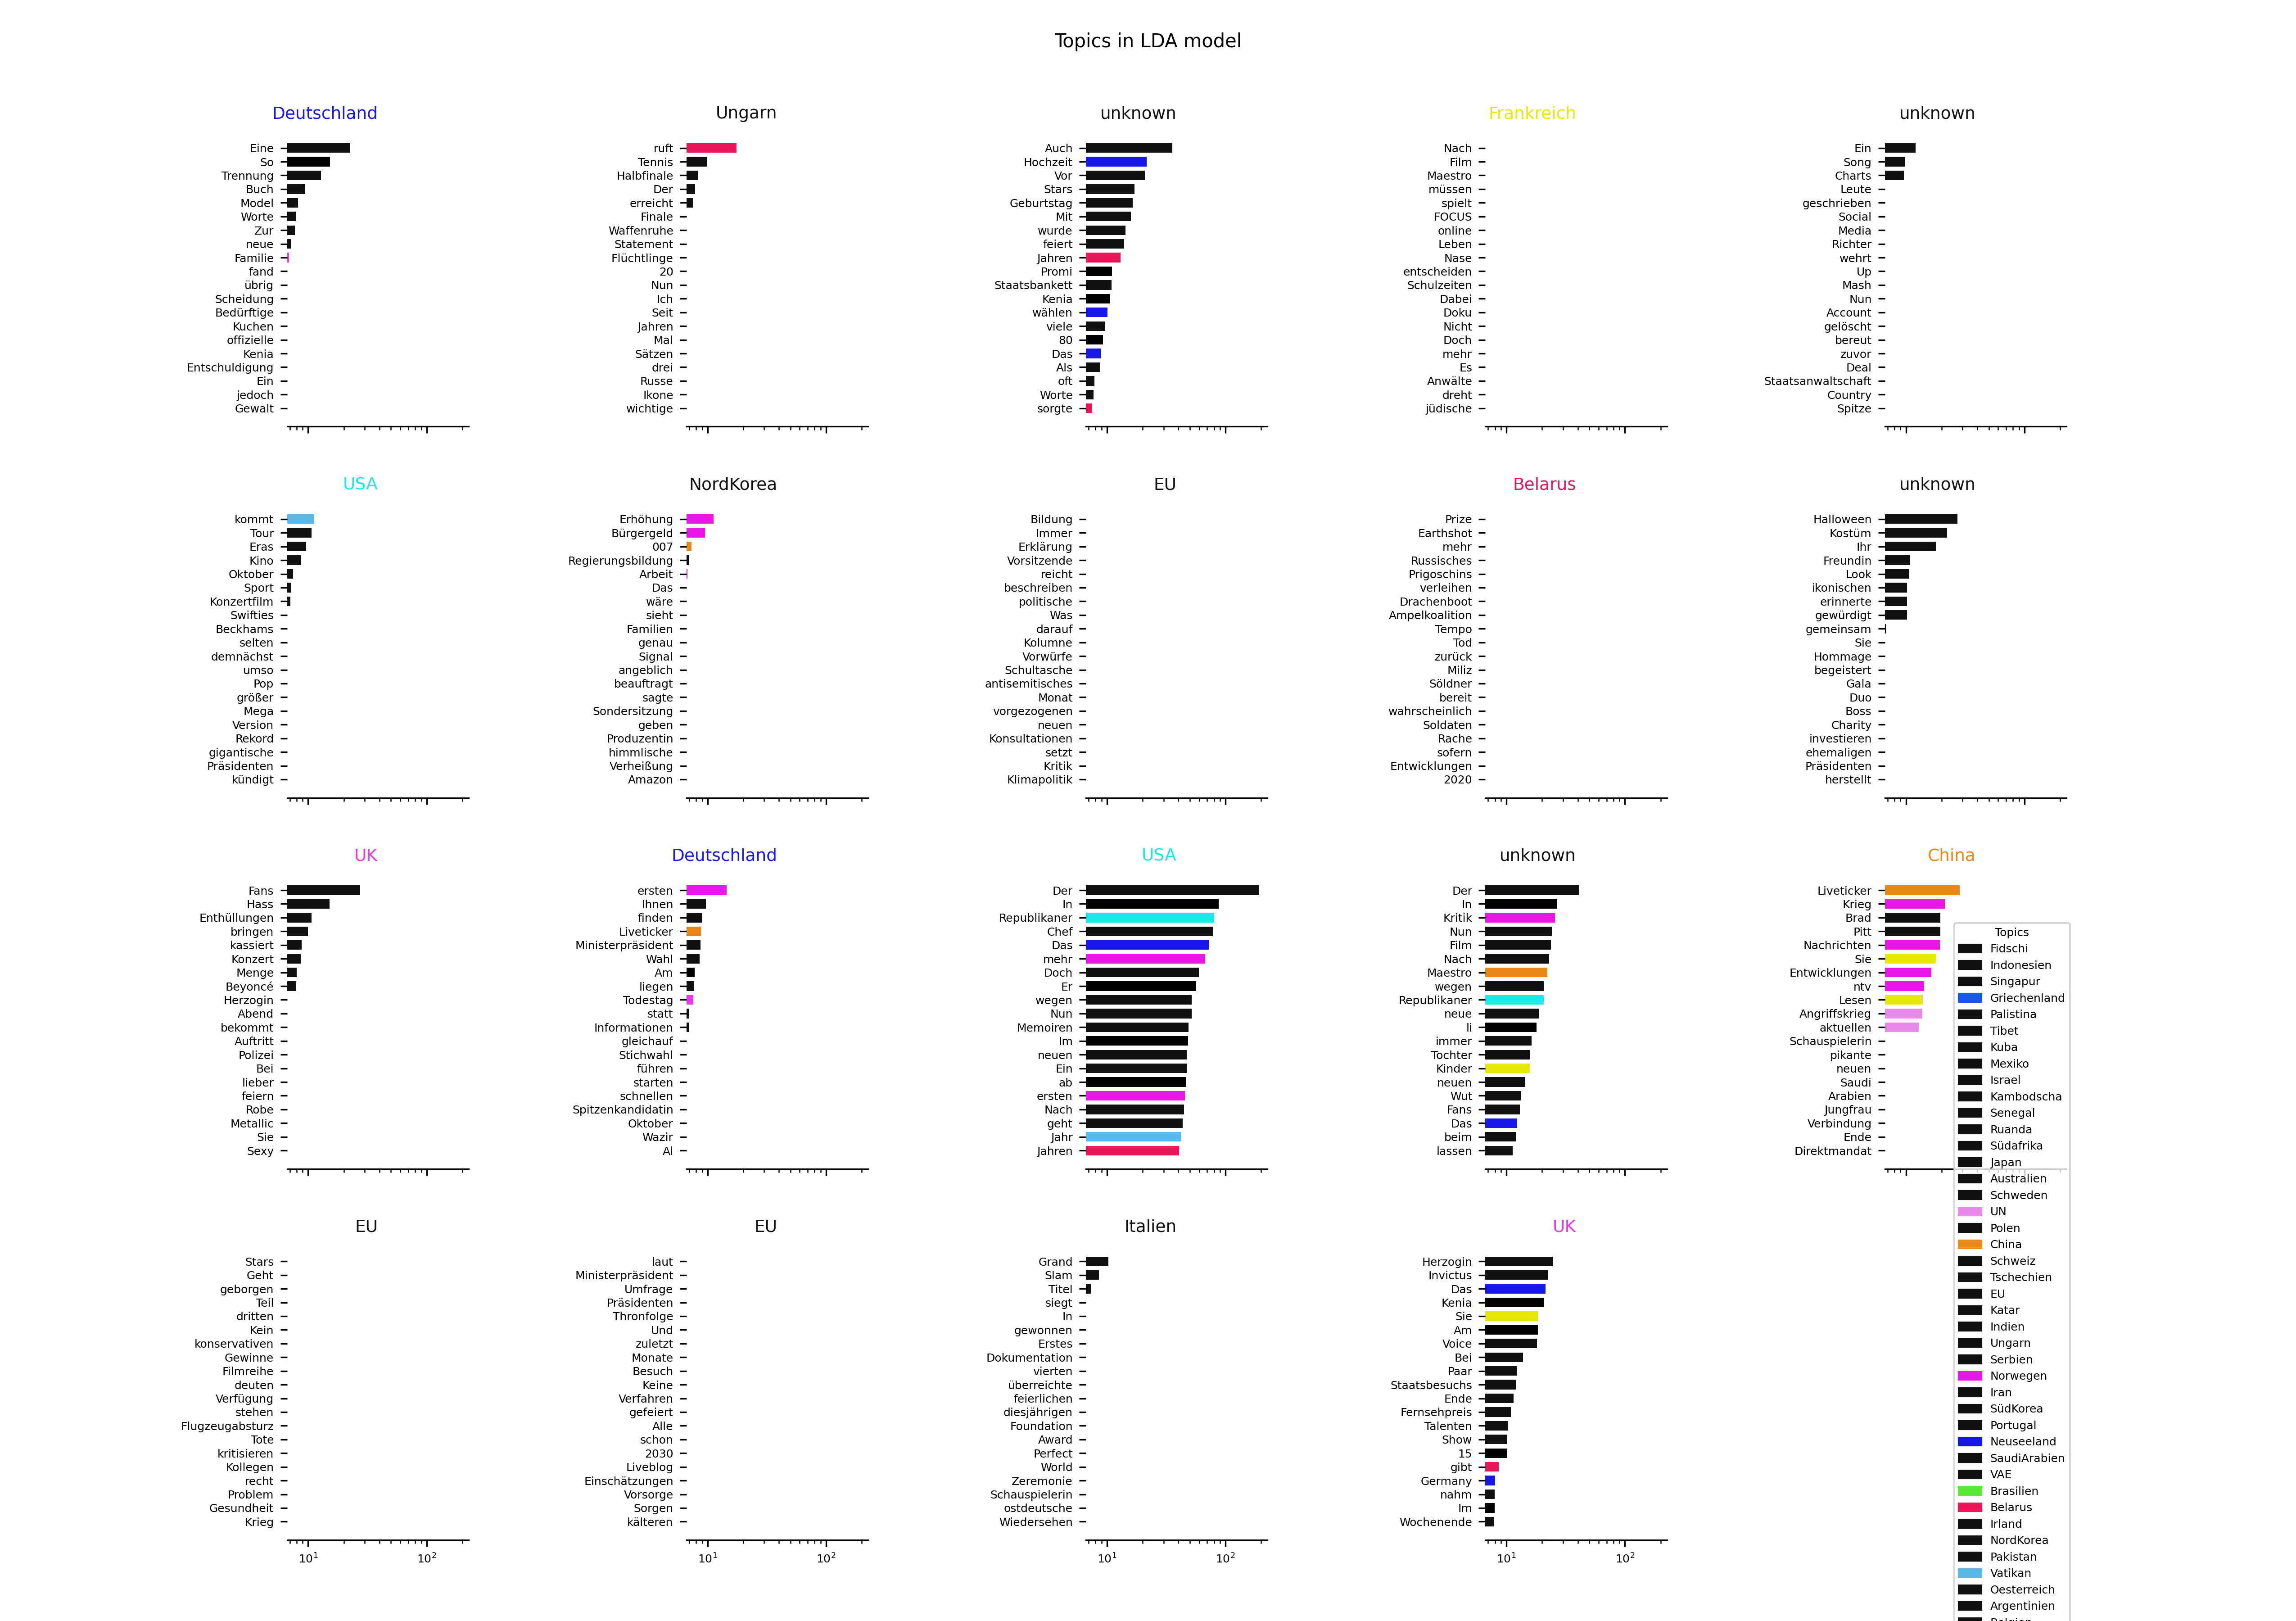 Topics in LDA model
Deutschland
Eine
So
Trennung
Buch
Model
Worte
Zur
neue
Familie
fand
übrig
Scheidung
Bedürftige
Kuchen
offizielle
Kenia
Entschuldigung
Ein
jedoch
Gewalt
Ungarn
ruft
Tennis
Halbfinale
Der
erreicht
Finale
Waffenruhe
Statement
Flüchtlinge
20
Nun
Ich
Seit
Jahren
Mal
Sätzen
drei
Russe
Ikone
wichtige
unknown
Auch
Hochzeit
Vor
Stars
Geburtstag
Mit
wurde
feiert
Jahren
Promi
Staatsbankett
Kenia
wählen
viele
80
Das
Als
oft
Worte
sorgte
Frankreich
Nach
Film
Maestro
müssen
spielt
FOCUS
online
Leben
Nase
entscheiden
Schulzeiten
Dabei
Doku
Nicht
Doch
mehr
Es
Anwälte
dreht
jüdische
unknown
Ein
Song
Charts
Leute
geschrieben
Social
Media
Richter
wehrt
Up
Mash
Nun
Account
gelöscht
bereut
zuvor
Deal
Staatsanwaltschaft
Country
Spitze
USA
kommt
Tour
Eras
Kino
Oktober
Sport
Konzertfilm
Swifties
Beckhams
selten
demnächst
umso
Pop
größer
Mega
Version
Rekord
gigantische
Präsidenten
kündigt
NordKorea
Erhöhung
Bürgergeld
007
Regierungsbildung
Arbeit
Das
wäre
sieht
Familien
genau
Signal
angeblich
beauftragt
sagte
Sondersitzung
geben
Produzentin
himmlische
Verheißung
Amazon
EU
Bildung
Immer
Erklärung
Vorsitzende
reicht
beschreiben
politische
Was
darauf
Kolumne
Vorwürfe
Schultasche
antisemitisches
Monat
vorgezogenen
neuen
Konsultationen
setzt
Kritik
Klimapolitik
Belarus
Prize
Earthshot
mehr
Russisches
Prigoschins
verleihen
Drachenboot
Ampelkoalition
Tempo
Tod
zurück
Miliz
Söldner
bereit
wahrscheinlich
Soldaten
Rache
sofern
Entwicklungen
2020
unknown
Halloween
Kostüm
Ihr
Freundin
Look
ikonischen
erinnerte
gewürdigt
gemeinsam
Sie
Hommage
begeistert
Gala
Duo
Boss
Charity
investieren
ehemaligen
Präsidenten
herstellt
UK
Fans
Hass
Enthüllungen
bringen
kassiert
Konzert
Menge
Beyoncé
Herzogin
Abend
bekommt
Auftritt
Polizei
Bei
lieber
feiern
Robe
Metallic
Sie
Sexy
Deutschland
ersten
Ihnen
finden
Liveticker
Ministerpräsident
Wahl
Am
liegen
Todestag
statt
Informationen
gleichauf
Stichwahl
führen
starten
schnellen
Spitzenkandidatin
Oktober
Wazir
Al
USA
Der
In
Republikaner
Chef
Das
mehr
Doch
Er
wegen
Nun
Memoiren
Im
neuen
Ein
ab
ersten
Nach
geht
Jahr
Jahren
unknown
Der
In
Kritik
Nun
Film
Nach
Maestro
wegen
Republikaner
neue
li
immer
Tochter
Kinder
neuen
Wut
Fans
Das
beim
lassen
China
Liveticker
Krieg
Brad
Pitt
Nachrichten
Sie
Entwicklungen
ntv
Lesen
Angriffskrieg
aktuellen
Schauspielerin
pikante
neuen
Saudi
Arabien
Jungfrau
Verbindung
Ende
Direktmandat
EU
Stars
Geht
geborgen
Teil
dritten
Kein
konservativen
Gewinne
Filmreihe
deuten
Verfügung
stehen
Flugzeugabsturz
Tote
kritisieren
Kollegen
recht
Problem
Gesundheit
Krieg
10¹ 10²
EU
laut
Ministerpräsident
Umfrage
Präsidenten
Thronfolge
Und
zuletzt
Monate
Besuch
Keine
Verfahren
gefeiert
Alle
schon
2030
Liveblog
Einschätzungen
Vorsorge
Sorgen
kälteren
10¹ 10²
Italien
Grand
Slam
Titel
siegt
In
gewonnen
Erstes
Dokumentation
vierten
überreichte
feierlichen
diesjährigen
Foundation
Award
Perfect
World
Zeremonie
Schauspielerin
ostdeutsche
Wiedersehen
10¹ 10²
UK
Herzogin
Invictus
Das
Kenia
Sie
Am
Voice
Bei
Paar
Staatsbesuchs
Ende
Fernsehpreis
Talenten
Show
15
gibt
Germany
nahm
Im
Wochenende
10¹ 10²
Topics
Fidschi
Indonesien
Singapur
Griechenland
Palistina
Tibet
Kuba
Mexiko
Israel
Kambodscha
Senegal
Ruanda
Südafrika
Japan
Australien
Schweden
UN
Polen
China
Schweiz
Tschechien
EU
Katar
Indien
Ungarn
Serbien
Norwegen
Iran
SüdKorea
Portugal
Neuseeland
SaudiArabien
VAE
Brasilien
Belarus
Irland
NordKorea
Pakistan
Vatikan
Oesterreich
Argentinien